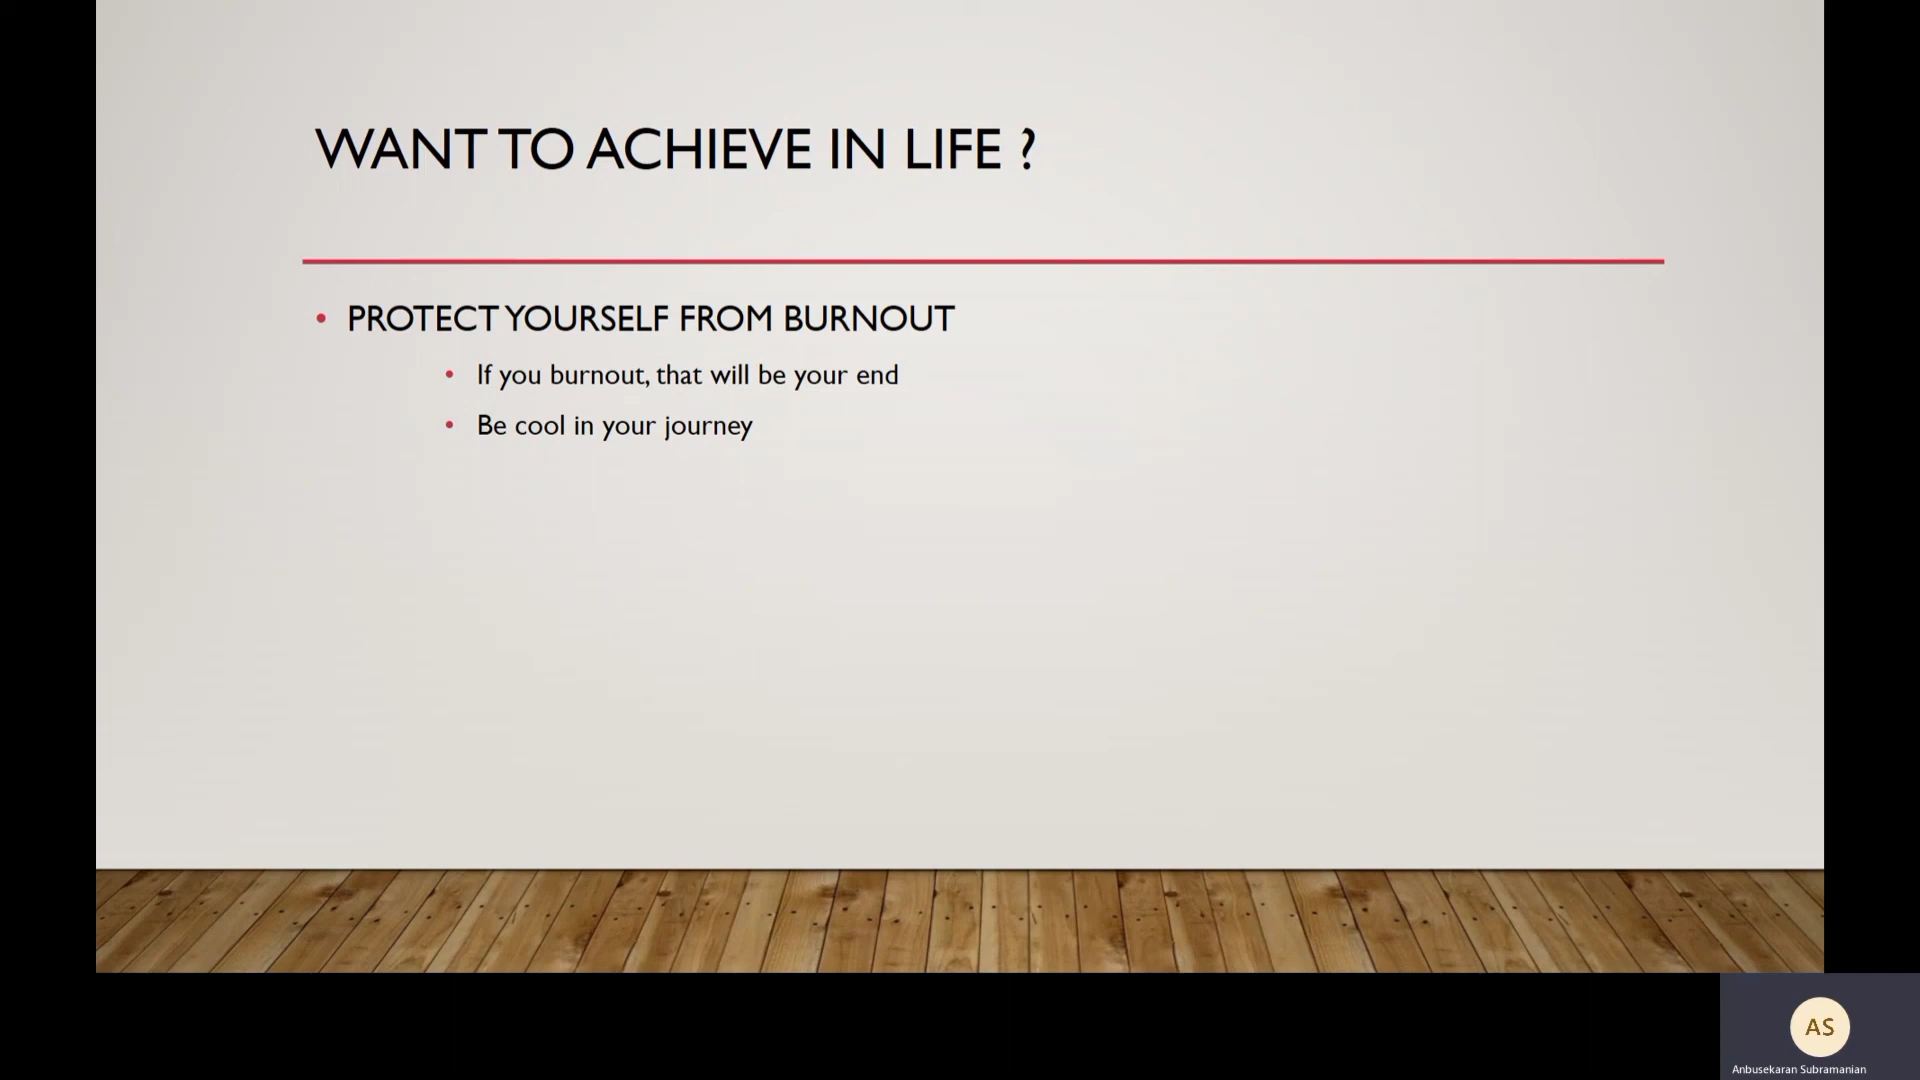 WANT TO ACHIEVE IN LIFE ?
PROTECT YOURSELF FROM BURNOUT
If you burnout, that will be your end
Be cool in your journey
AS
Anbusekaran Subramanian